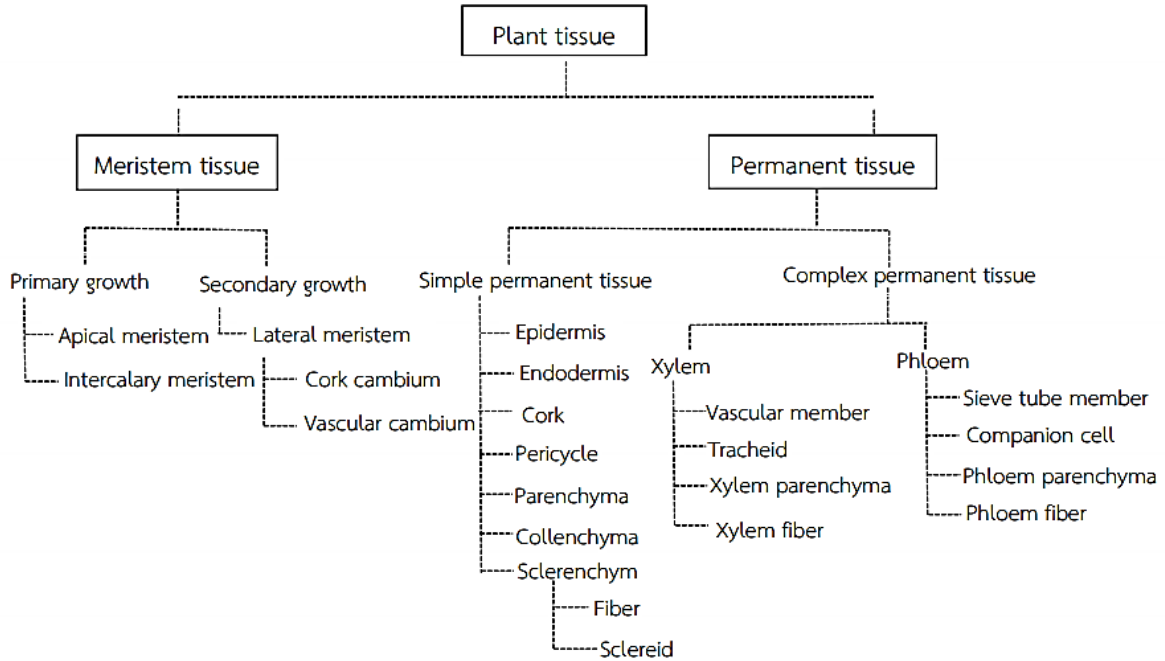 Plant tissue
Meristem tissue
Permanent tissue
Primary growth
Secondary growth
Apical meristem
Intercalary meristem
Lateral meristem
Cork cambium
Vascular cambium
Simple permanent tissue
Complex permanent tissue
Epidermis
Endodermis
Cork
Pericycle
Parenchyma
Collenchyma
Sclerenchym
Fiber
Sclereid
Xylem
Vascular member
Tracheid
Xylem parenchyma
Xylem fiber
Phloem
Sieve tube member
Companion cell
Phloem parenchyma
Phloem fiber